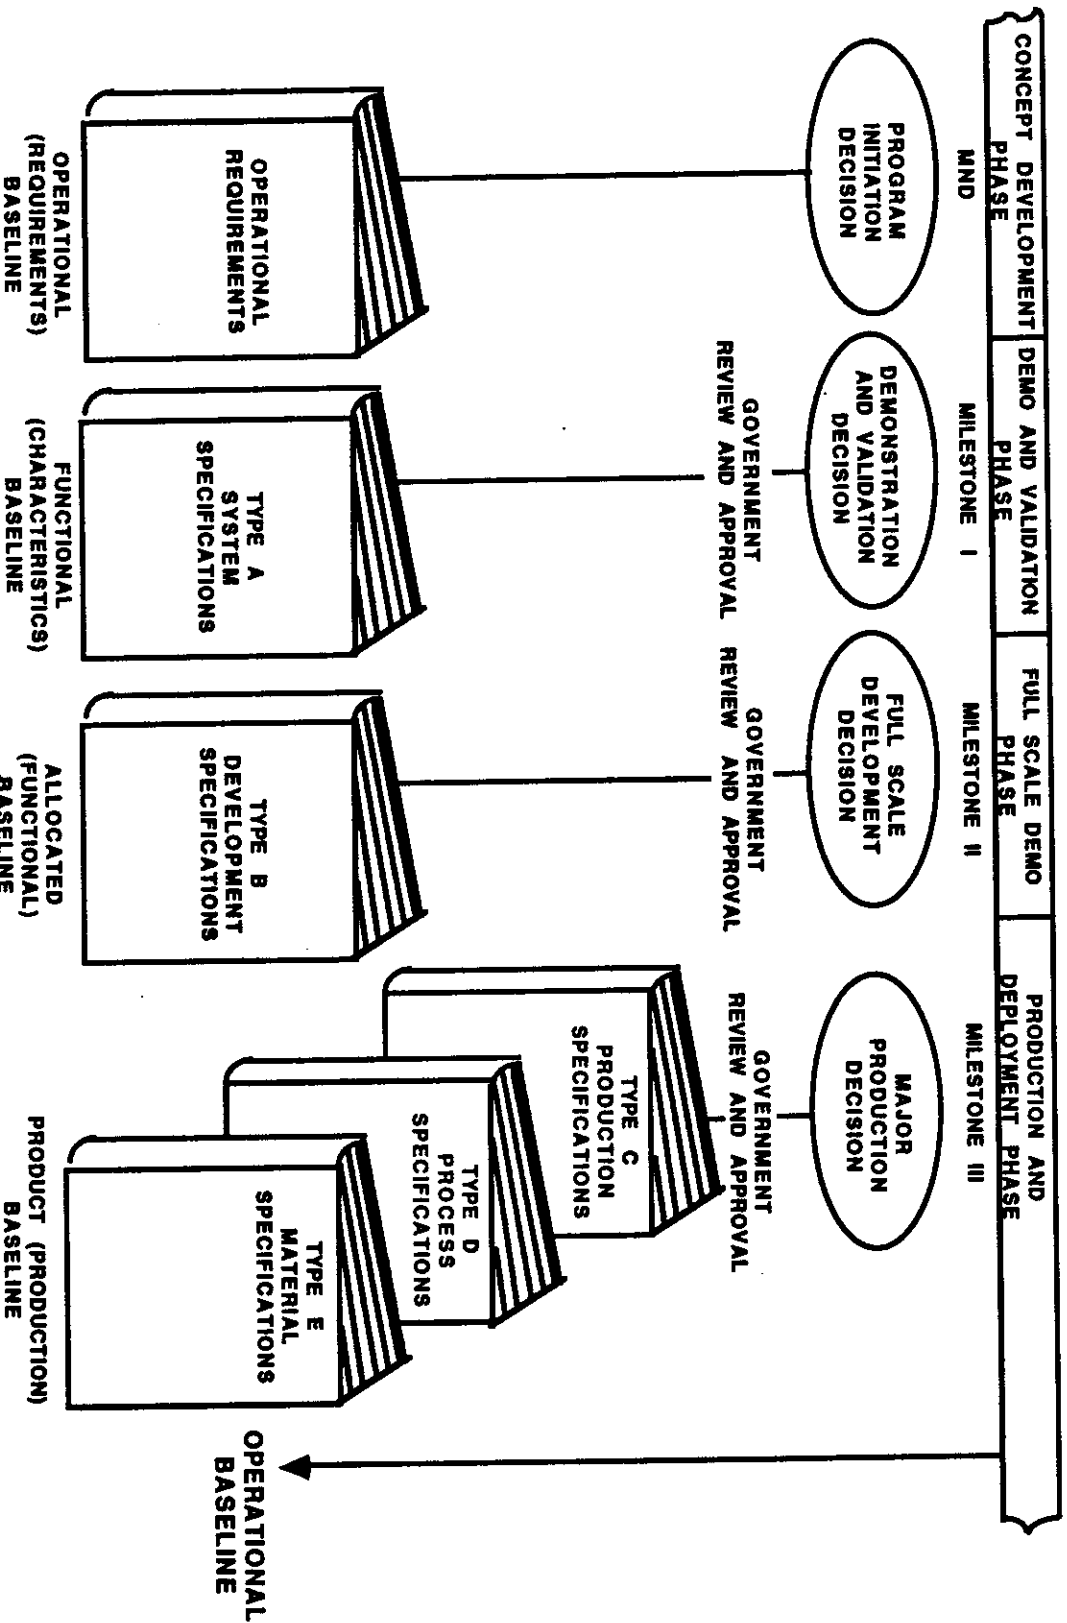 CONCEPT DEVELOPMENT
PHASE
DEMO AND VALIDATION
PHASE
FULL SCALE DEMO
PHASE
PRODUCTION AND
DEPLOYMENT PHASE
MND
MILESTONE I
MILESTONE II
MILESTONE III
PROGRAM
INITIATION
DECISION
DEMONSTRATION
AND VALIDATION
DECISION
FULL SCALE
DEVELOPMENT
DECISION
MAJOR
PRODUCTION
DECISION
GOVERNMENT
REVIEW AND APPROVAL
GOVERNMENT
REVIEW AND APPROVAL
GOVERNMENT
REVIEW AND APPROVAL
OPERATIONAL
REQUIREMENTS
TYPE A
SYSTEM
SPECIFICATIONS
TYPE B
DEVELOPMENT
SPECIFICATIONS
TYPE C
PRODUCTION
SPECIFICATIONS
TYPE D
PROCESS
SPECIFICATIONS
TYPE E
MATERIAL
SPECIFICATIONS
OPERATIONAL
(REQUIREMENTS)
BASELINE
FUNCTIONAL
(CHARACTERISTICS)
BASELINE
ALLOCATED
(FUNCTIONAL)
BASELINE
PRODUCT (PRODUCTION)
BASELINE
OPERATIONAL
BASELINE